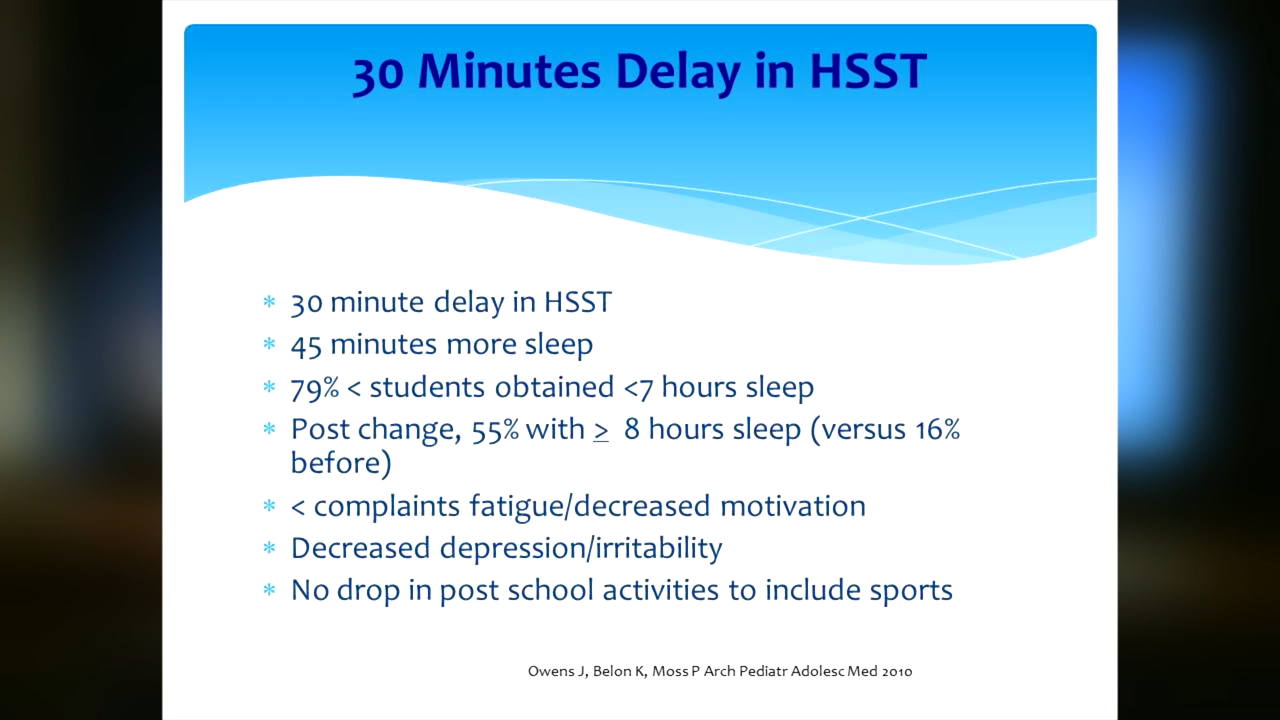 30 Minutes Delay in HSST
* 30 minute delay in HSST
* 45 minutes more sleep
* 79% < students obtained <7 hours sleep
* Post change, 55% with ≥ 8 hours sleep (versus 16%
before)
* < complaints fatigue/decreased motivation
* Decreased depression/irritability
* No drop in post school activities to include sports
Owens J, Belon K, Moss P Arch Pediatr Adolesc Med 2010